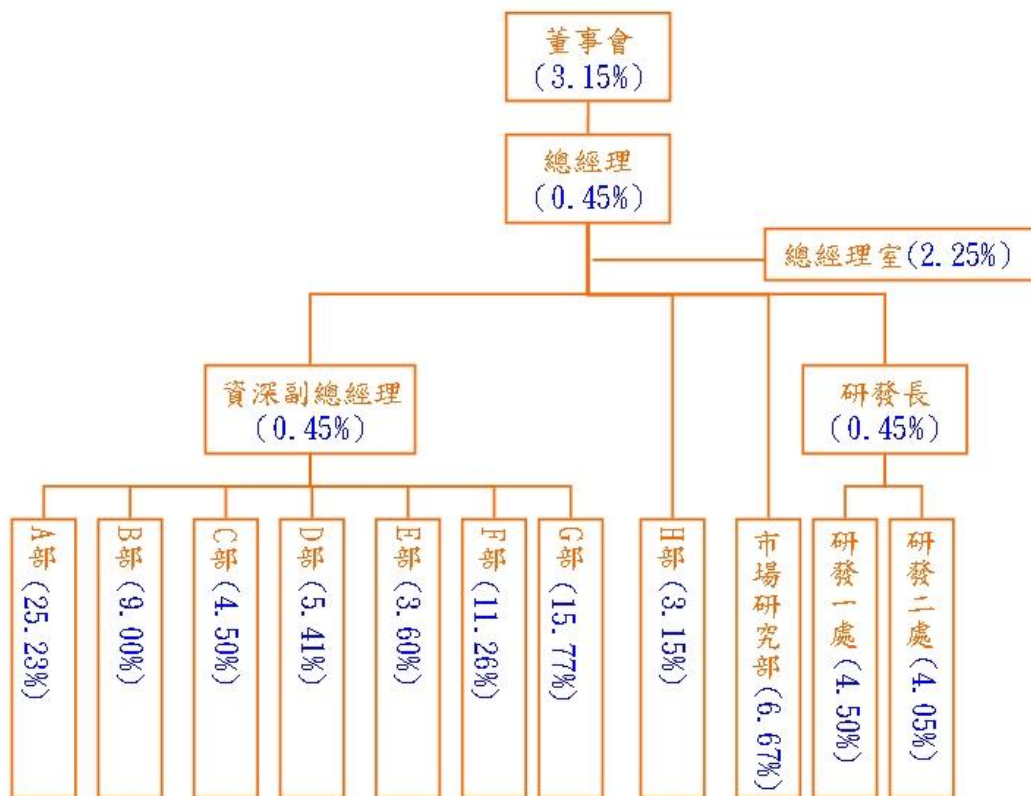 董事會
(3.15%)
總經理
(0.45%)
總經理室(2.25%)
資深副總經理
(0.45%)
研發長
(0.45%)
A部(25.23%)
B部(9.00%)
C部(4.50%)
D部(5.41%)
E部(3.60%)
F部(11.26%)
G部(15.77%)
H部(3.15%)
市場研究部(6.67%)
研發一處(4.50%)
研發二處(4.05%)